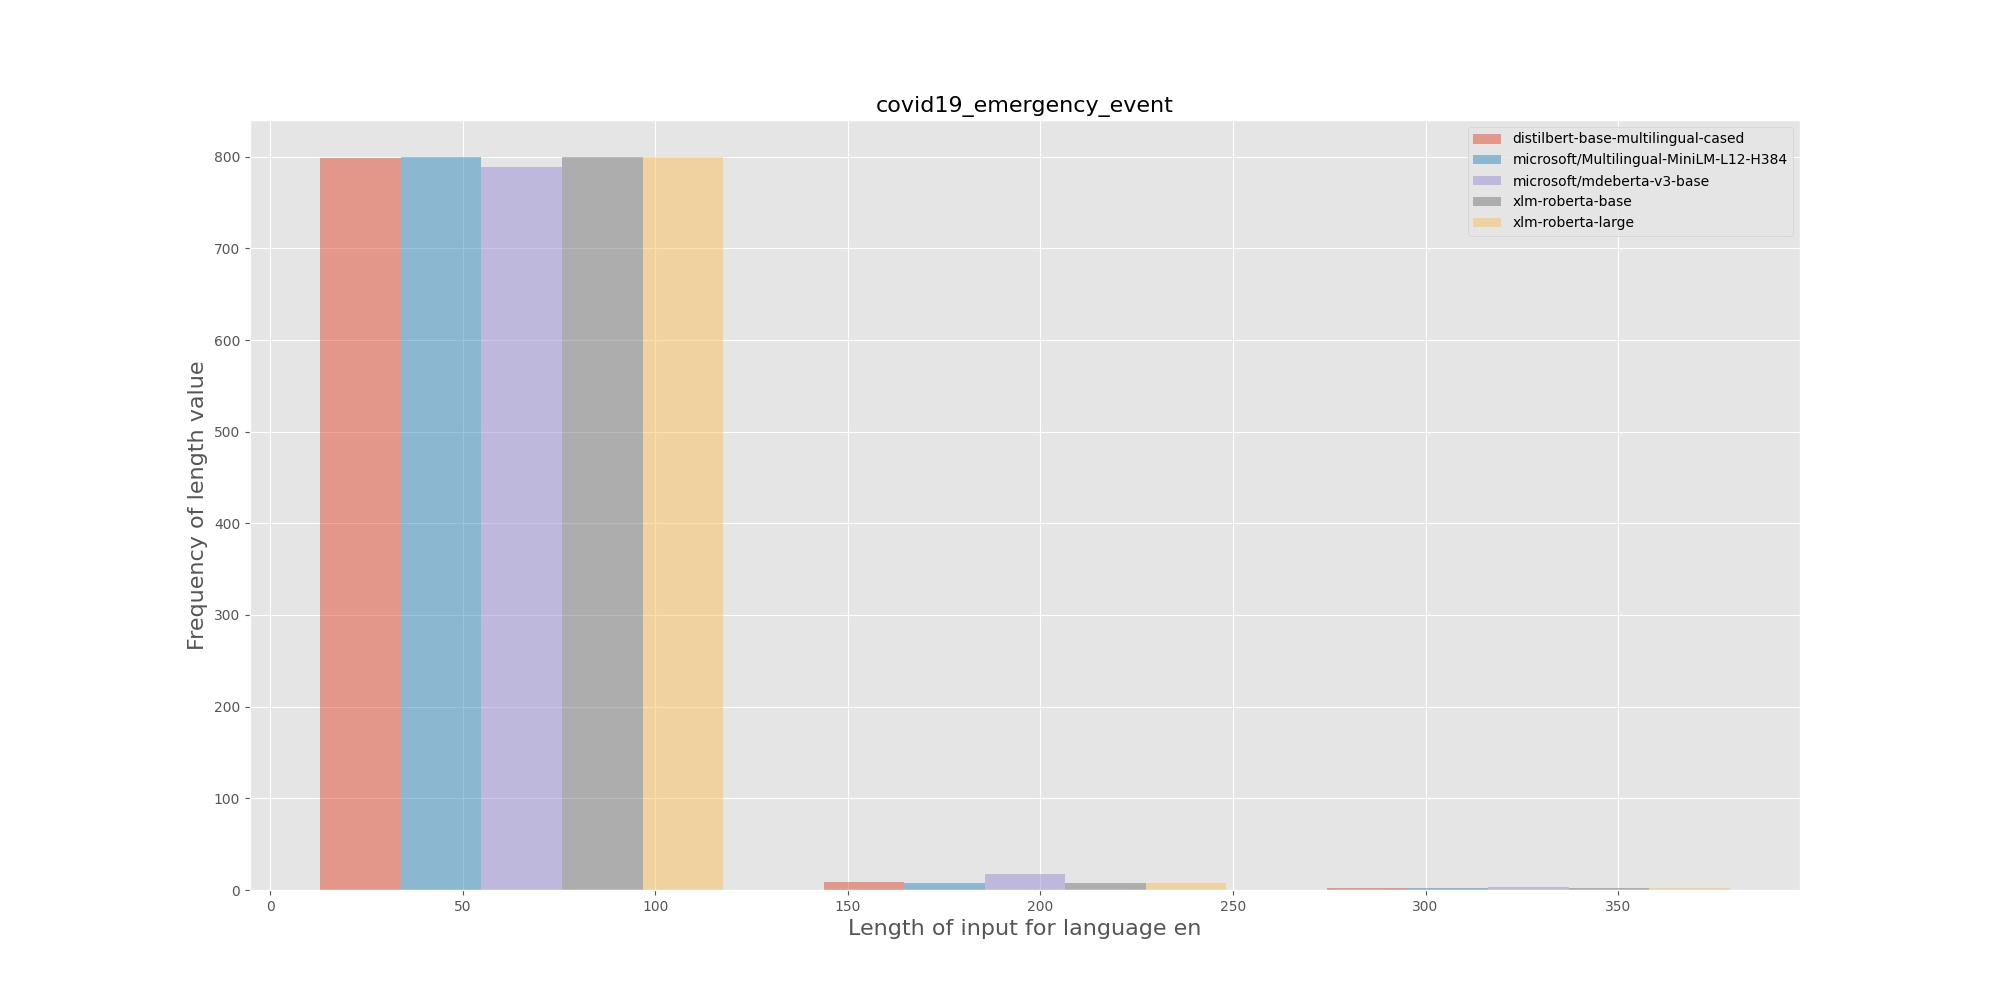 covid19_emergency_event
distilbert-base-multilingual-cased
microsoft/Multilingual-MiniLM-L12-H384
microsoft/mdeberta-v3-base
xlm-roberta-base
xlm-roberta-large
Frequency of length value
800
700
600
500
400
300
200
100
0
0 50 100 150 200 250 300 350
Length of input for language en